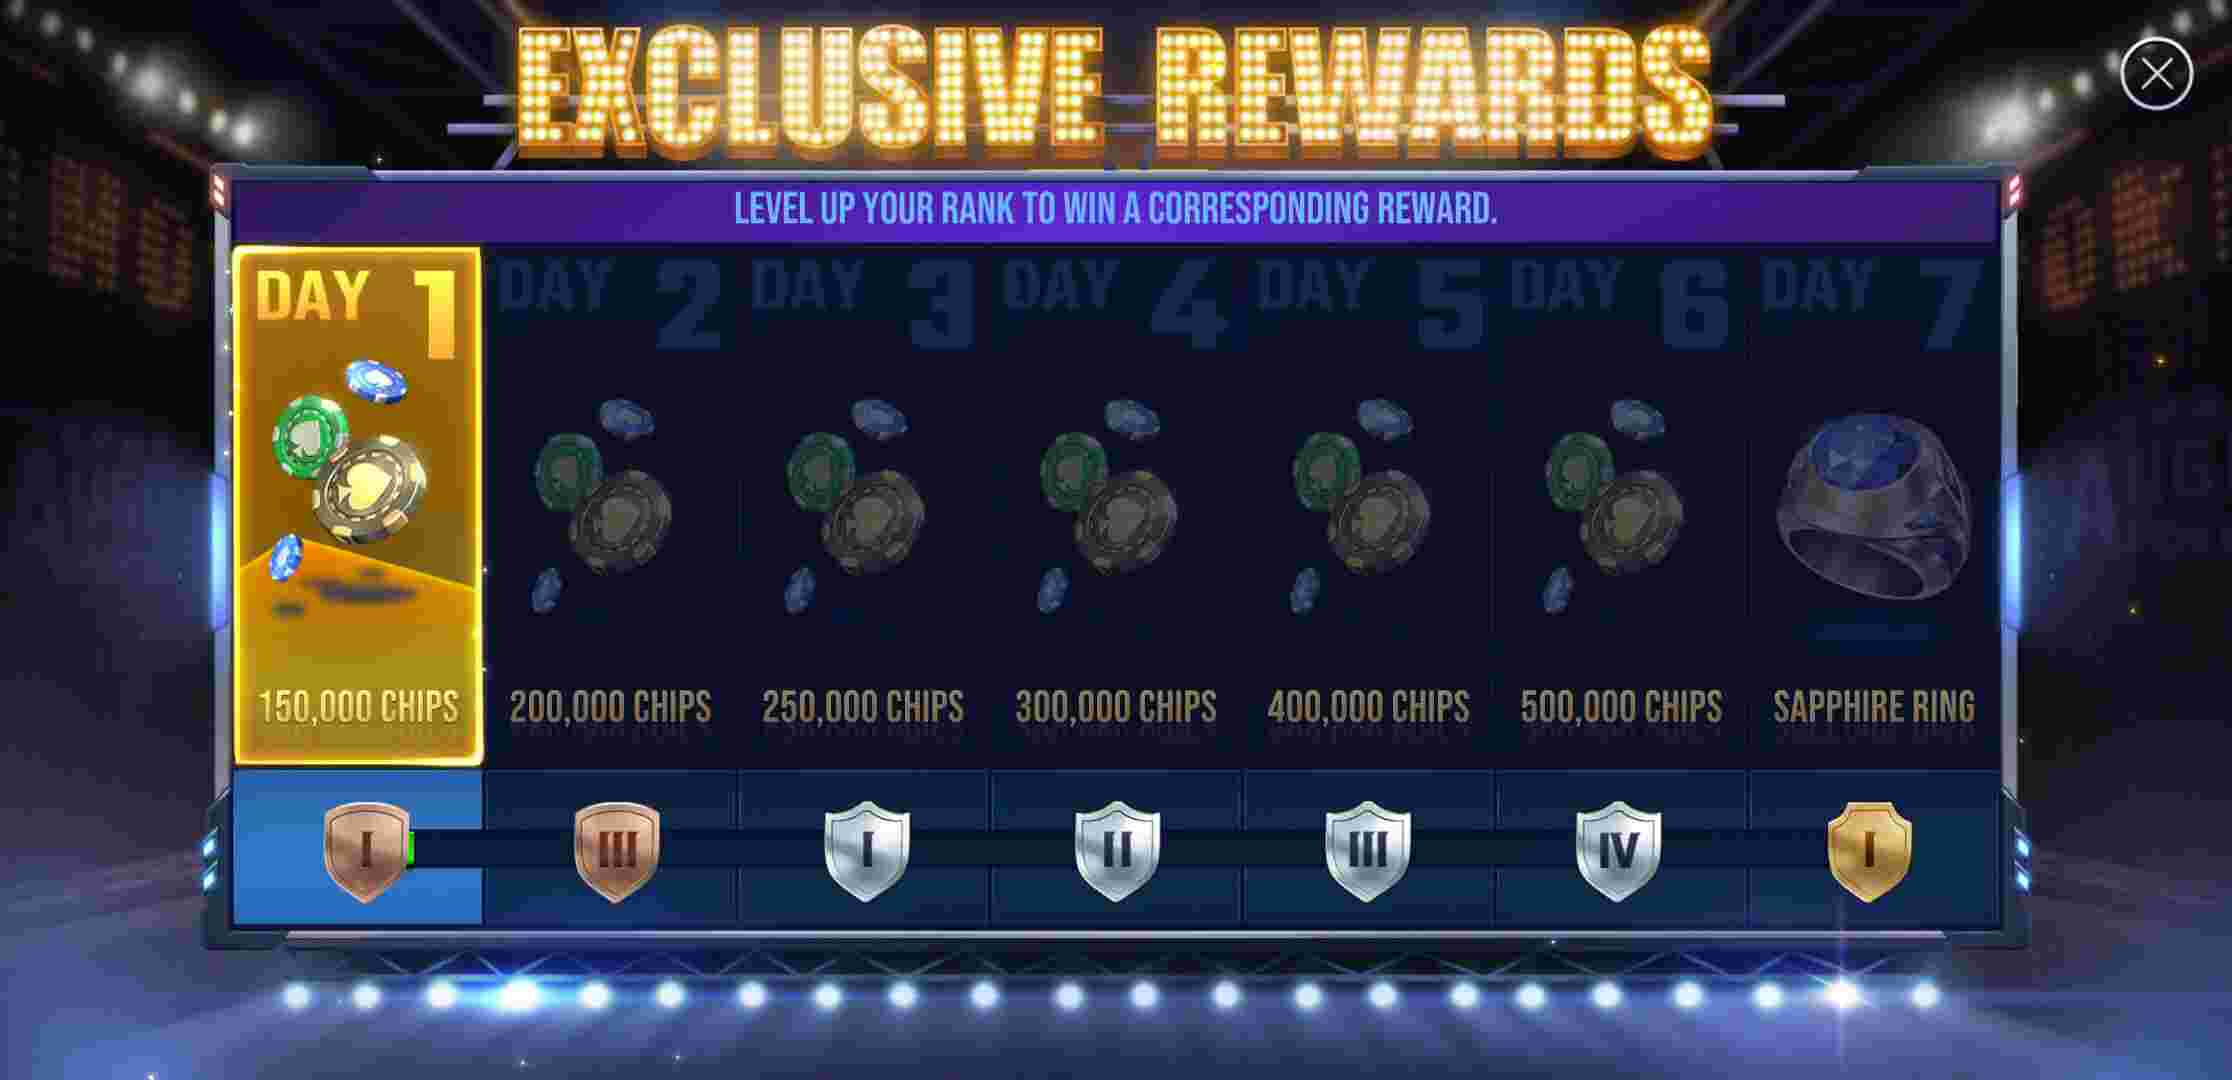 EXCLUSIVE REWARDS
LEVEL UP YOUR RANK TO WIN A CORRESPONDING REWARD.
DAY 1
DAY 2
DAY 3
DAY 4
DAY 5
DAY 6
DAY 7
150,000 CHIPS
200,000 CHIPS
250,000 CHIPS
300,000 CHIPS
400,000 CHIPS
500,000 CHIPS
SAPPHIRE RING
I
III
I
II
III
IV
I